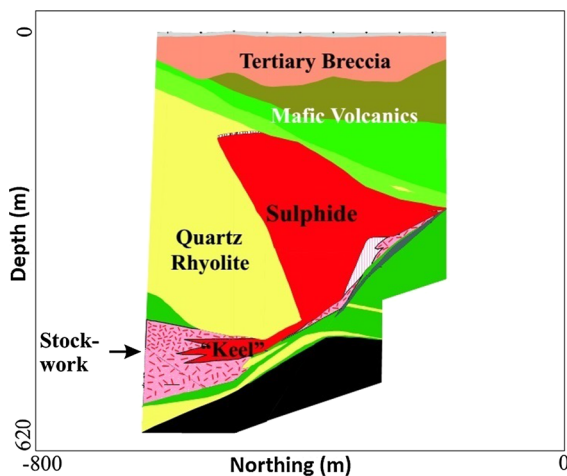 0
Tertiary Breccia
Mafic Volcanics
Sulphide
Quartz
Rhyolite
Depth (m)
Stock-
work
"Keel"
620
-800
Northing (m)
0